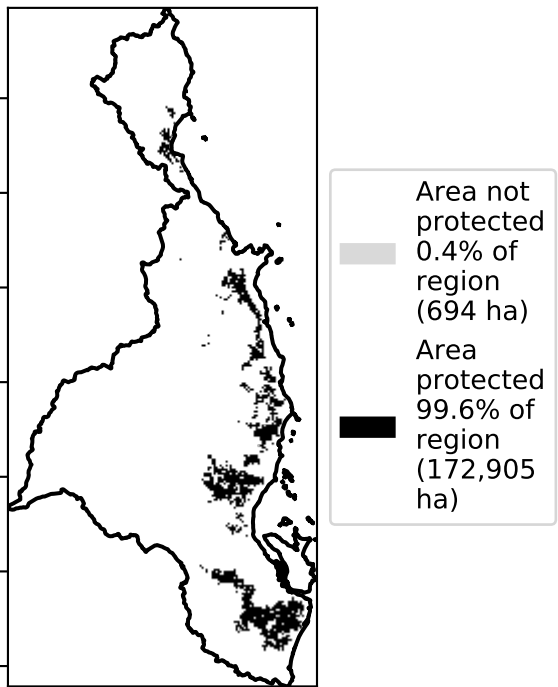 Area not
protected
0.4% of
region
(694 ha)
Area
protected
99.6% of
region
(172,905
ha)